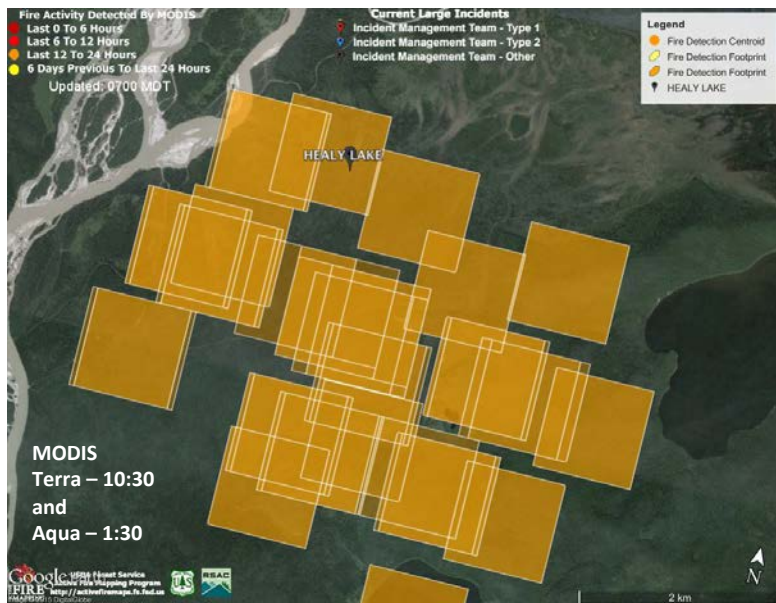 Fire Activity Detected By MODIS
Last 0 To 6 Hours
Last 6 To 12 Hours
Last 12 To 24 Hours
6 Days Previous To Last 24 Hours
Updated: 0700 MDT
Current Large Incidents
Incident Management Team - Type 1
Incident Management Team - Type 2
Incident Management Team - Other
Legend
Fire Detection Centroid
Fire Detection Footprint
Fire Detection Footprint
HEALY LAKE
HEALY LAKE
MODIS
Terra – 10:30
and
Aqua – 1:30
Google
USDA Forest Service
Active Fire Mapping Program
http://activefiremaps.fs.fed.us
FIRE
UAS
RSAC
2 km
N